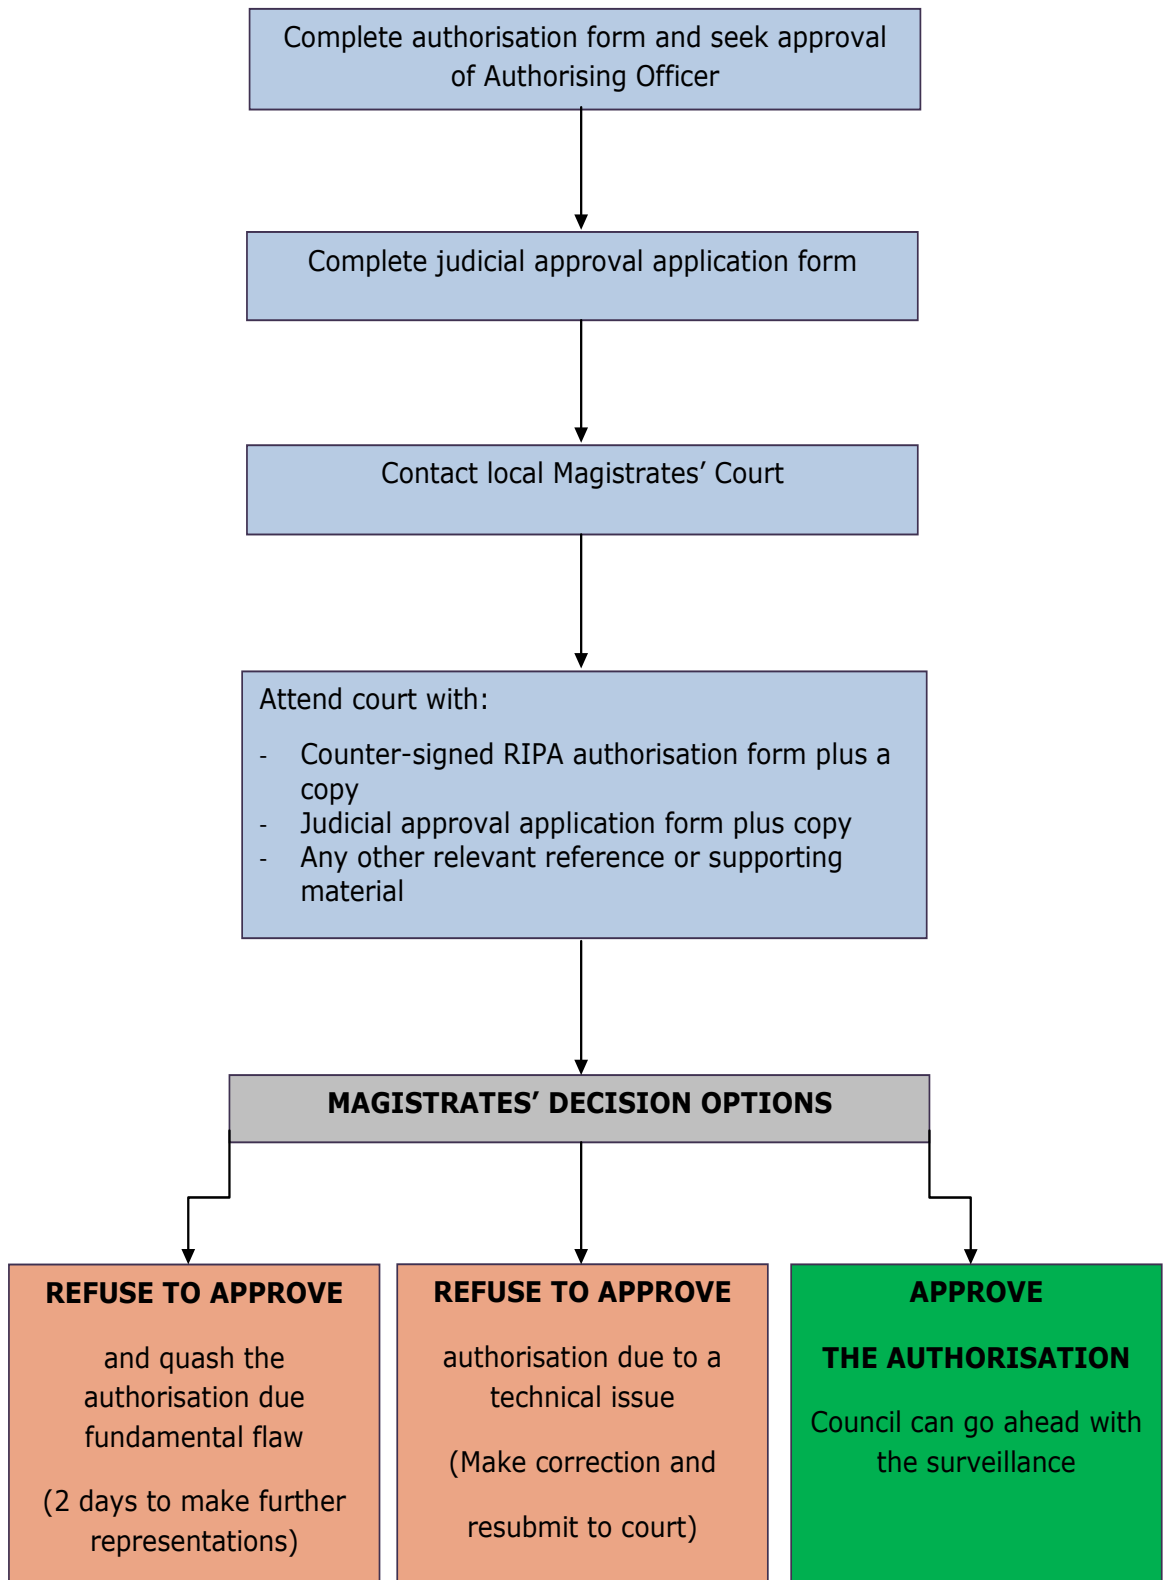 Complete authorisation form and seek approval
of Authorising Officer
Complete judicial approval application form
Contact local Magistrates’ Court
Attend court with:
- Counter-signed RIPA authorisation form plus a
copy
- Judicial approval application form plus copy
- Any other relevant reference or supporting
material
MAGISTRATES’ DECISION OPTIONS
REFUSE TO APPROVE
and quash the
authorisation due
fundamental flaw
(2 days to make further
representations)
REFUSE TO APPROVE
authorisation due to a
technical issue
(Make correction and
resubmit to court)
APPROVE
THE AUTHORISATION
Council can go ahead with
the surveillance